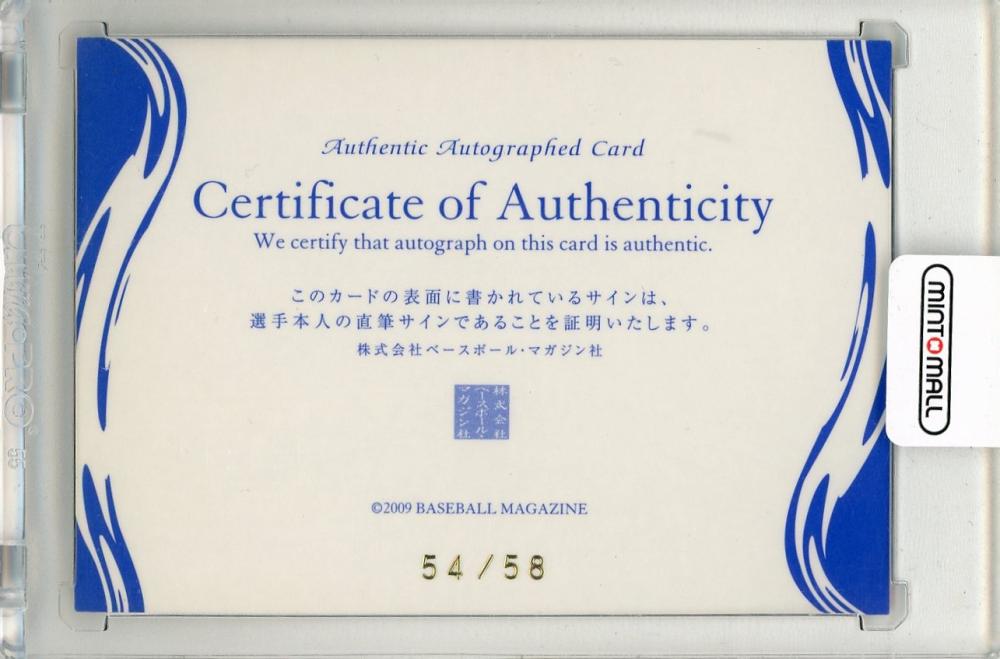 Authentic Autographed Card
Certificate of Authenticity
We certify that autograph on this card is authentic.
このカードの表面に書かれているサインは、
選手本人の直筆サインであることを証明いたします。
株式会社ベースボール・マガジン社
株式会社
ベースボール・
マガジン社
©2009 BASEBALL MAGAZINE
54/58
MINT MALL